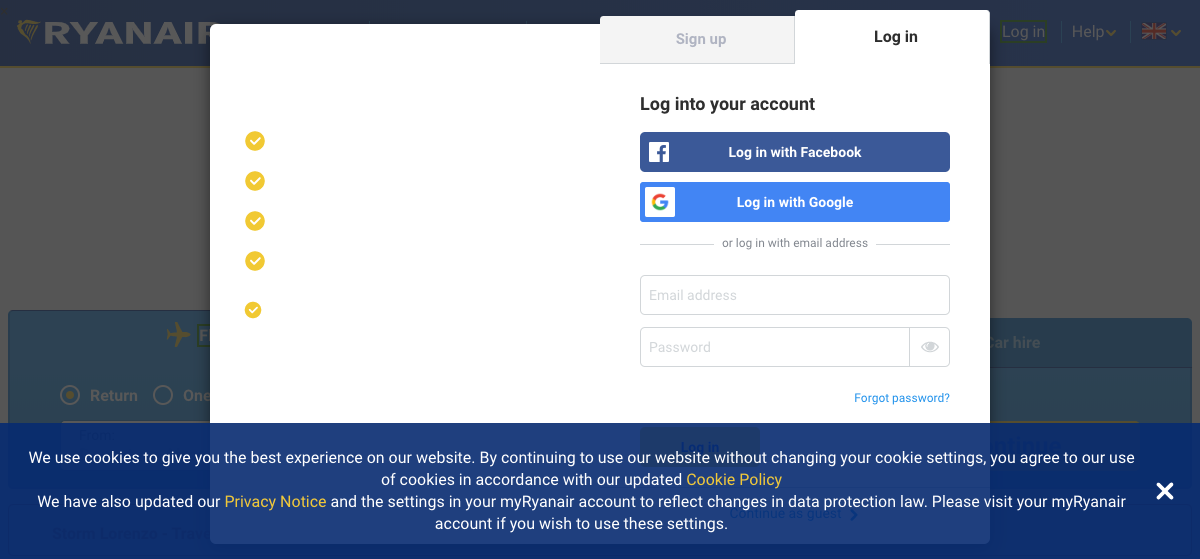 RYANAIR
Log in
Help
Sign up
Log in
Log into your account
Log in with Facebook
Log in with Google
or log in with email address
Email address
Password
Forgot password?
Log in
Car hire
Return
One
We use cookies to give you the best experience on our website. By continuing to use our website without changing your cookie settings, you agree to our use
of cookies in accordance with our updated Cookie Policy
We have also updated our Privacy Notice and the settings in your myRyanair account to reflect changes in data protection law. Please visit your myRyanair
account if you wish to use these settings.
Continue as guest